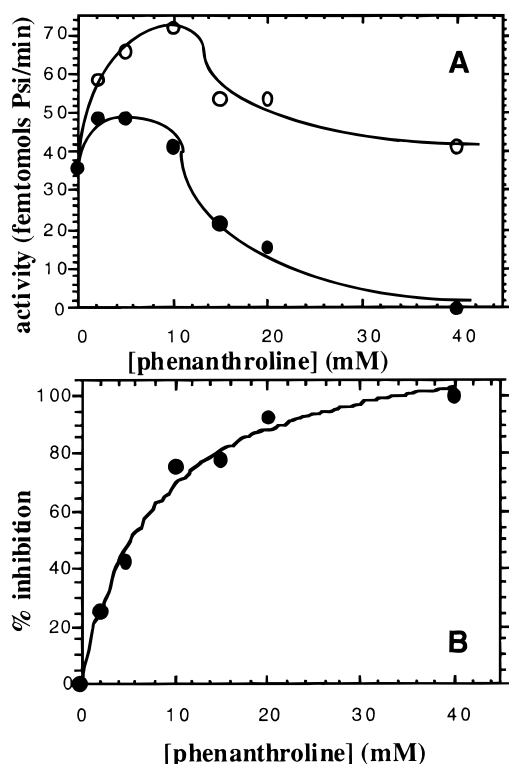 A
activity (femtomols Psi/min)
70
60
50
40
30
20
10
0
0 10 20 30 40
[phenanthroline] (mM)
B
% inhibition
100
80
60
40
20
0
0 10 20 30 40
[phenanthroline] (mM)